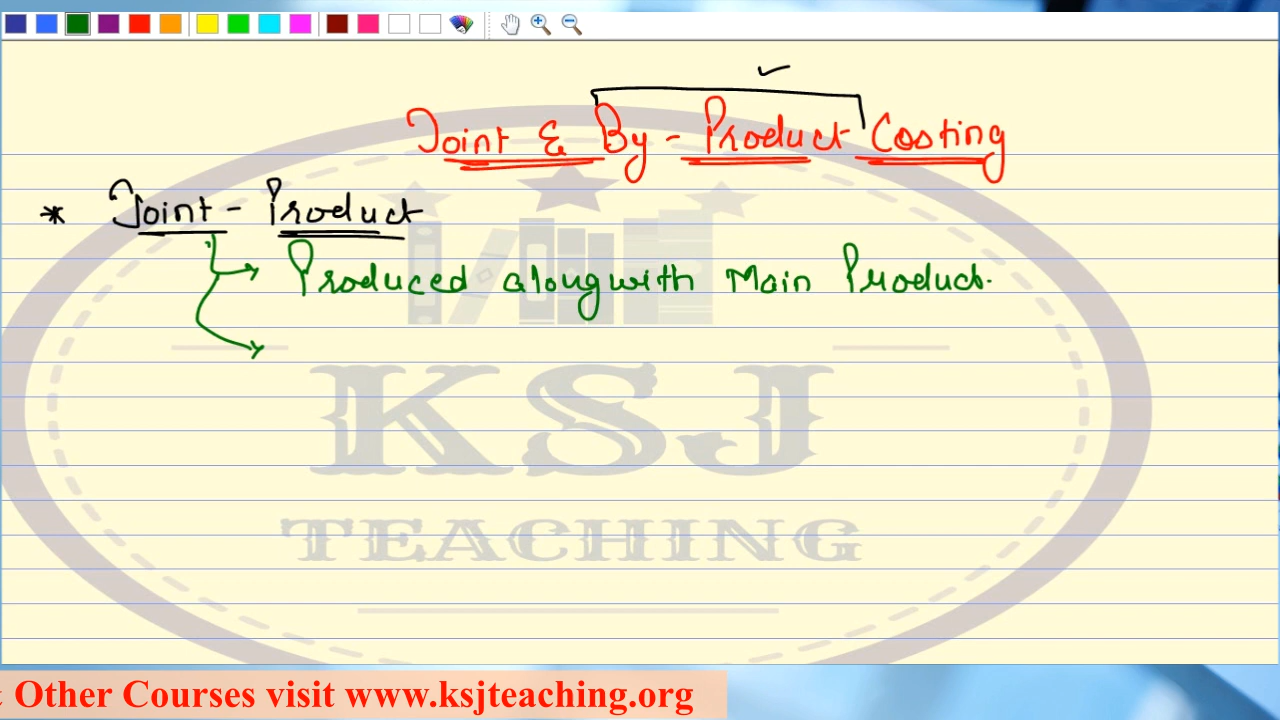 Joint & By-Product Costing
* Joint-Product
Produced alongwith Main Product.
KSJ
TEACHING
Other Courses visit www.ksjteaching.org